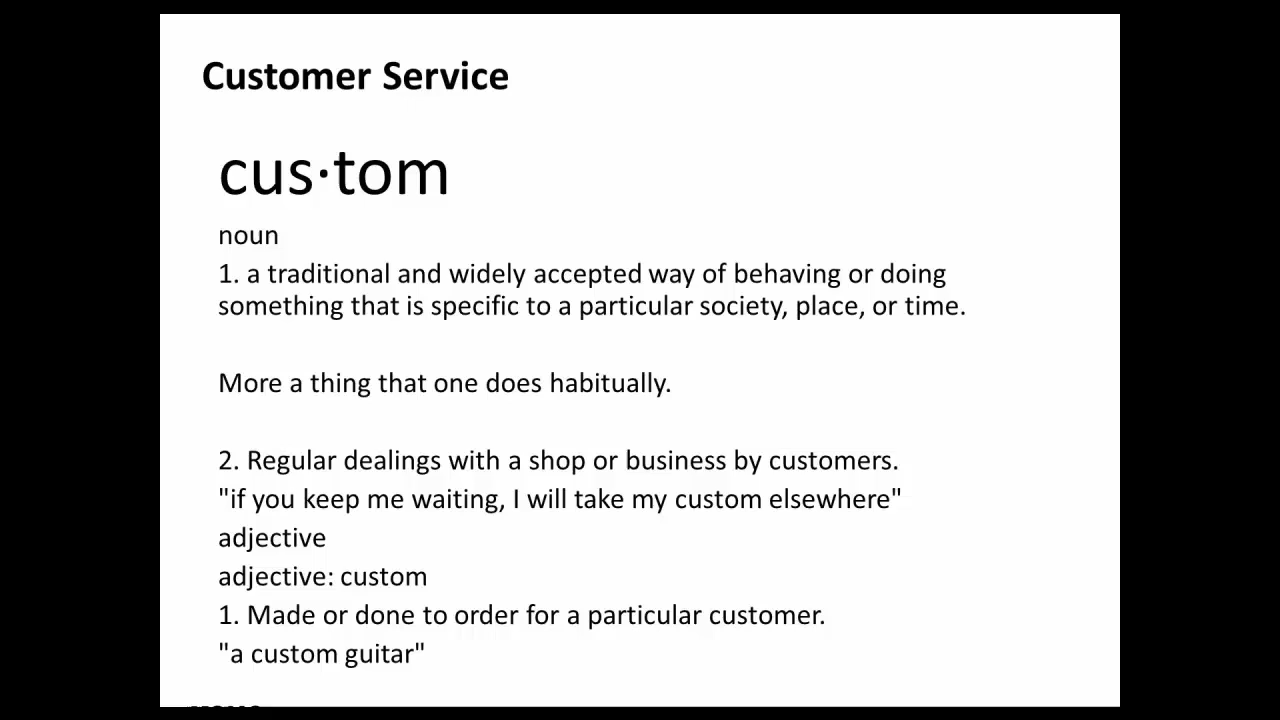 Customer Service
cus·tom
noun
1. a traditional and widely accepted way of behaving or doing
something that is specific to a particular society, place, or time.
More a thing that one does habitually.
2. Regular dealings with a shop or business by customers.
"if you keep me waiting, I will take my custom elsewhere"
adjective
adjective: custom
1. Made or done to order for a particular customer.
"a custom guitar"